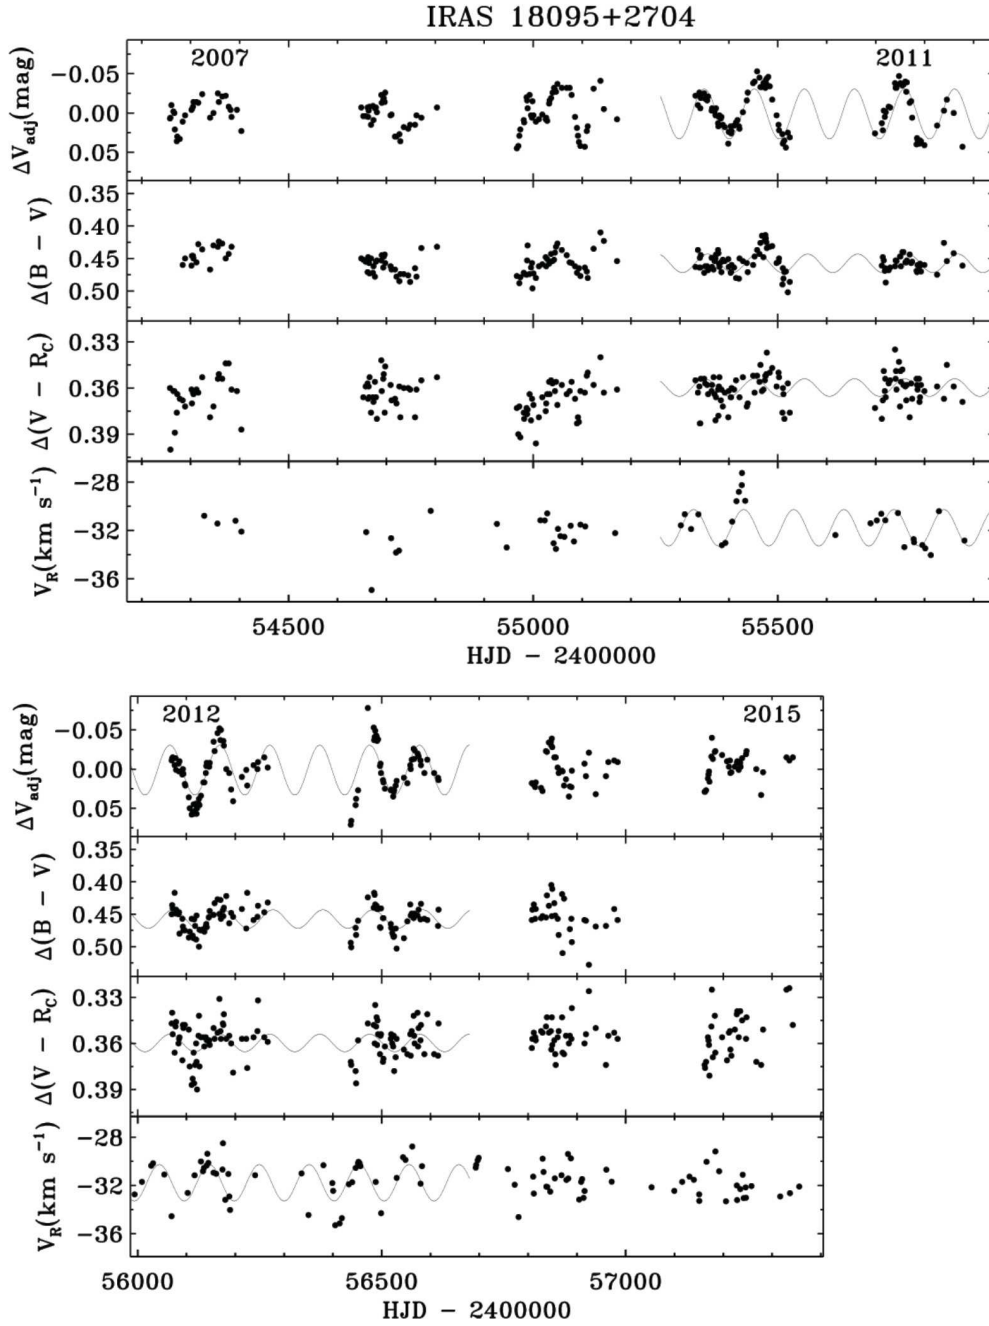 IRAS 18095+2704
2007
2011
ΔV_adj(mag)
−0.05
0.00
0.05
Δ(B − V)
0.35
0.40
0.45
0.50
Δ(V − R_C)
0.33
0.36
0.39
V_R(km s⁻¹)
−28
−32
−36
54500 55000 55500
HJD − 2400000
2012
2015
ΔV_adj(mag)
−0.05
0.00
0.05
Δ(B − V)
0.35
0.40
0.45
0.50
Δ(V − R_C)
0.33
0.36
0.39
V_R(km s⁻¹)
−28
−32
−36
56000 56500 57000
HJD − 2400000